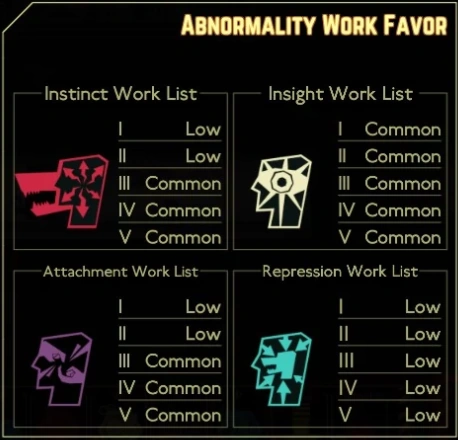 Abnormality Work Favor
Instinct Work List
I Low
II Low
III Common
IV Common
V Common
Insight Work List
I Common
II Common
III Common
IV Common
V Common
Attachment Work List
I Low
II Low
III Common
IV Common
V Common
Repression Work List
I Low
II Low
III Low
IV Low
V Low